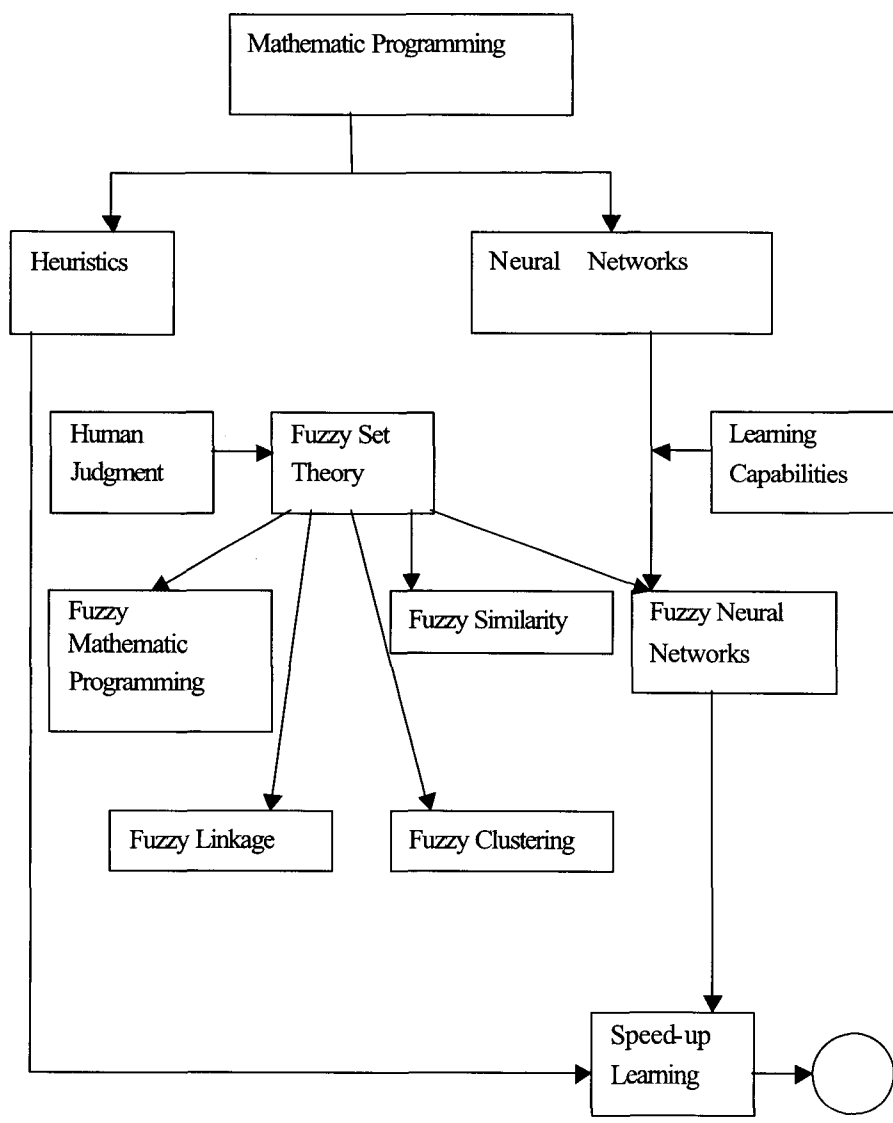 Mathematic Programming
Heuristics
Neural Networks
Human
Judgment
Fuzzy Set
Theory
Learning
Capabilities
Fuzzy
Mathematic
Programming
Fuzzy Similarity
Fuzzy Neural
Networks
Fuzzy Linkage
Fuzzy Clustering
Speed-up
Learning